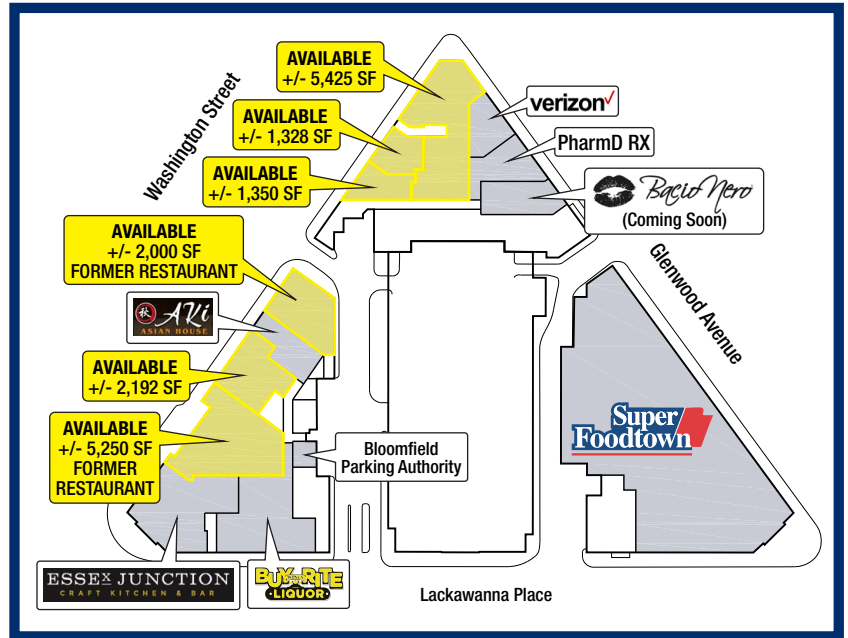 AVAILABLE
+/- 5,425 SF
verizon✓
Washington Street
AVAILABLE
+/- 1,328 SF
PharmD RX
AVAILABLE
+/- 1,350 SF
Bacio Nero
(Coming Soon)
AVAILABLE
+/- 2,000 SF
FORMER RESTAURANT
Glenwood Avenue
秋 AKi
ASIAN HOUSE
AVAILABLE
+/- 2,192 SF
Super
Foodtown
AVAILABLE
+/- 5,250 SF
FORMER
RESTAURANT
Bloomfield
Parking Authority
ESSEX JUNCTION
CRAFT KITCHEN & BAR
BUY RITE
LIQUOR
Lackawanna Place